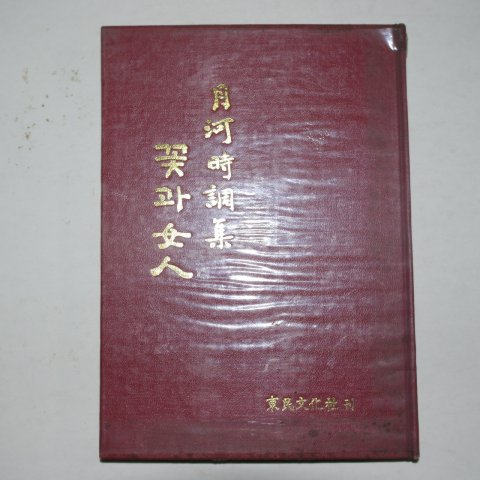 月河時調集
꽃과 女人
東民文化社 刊